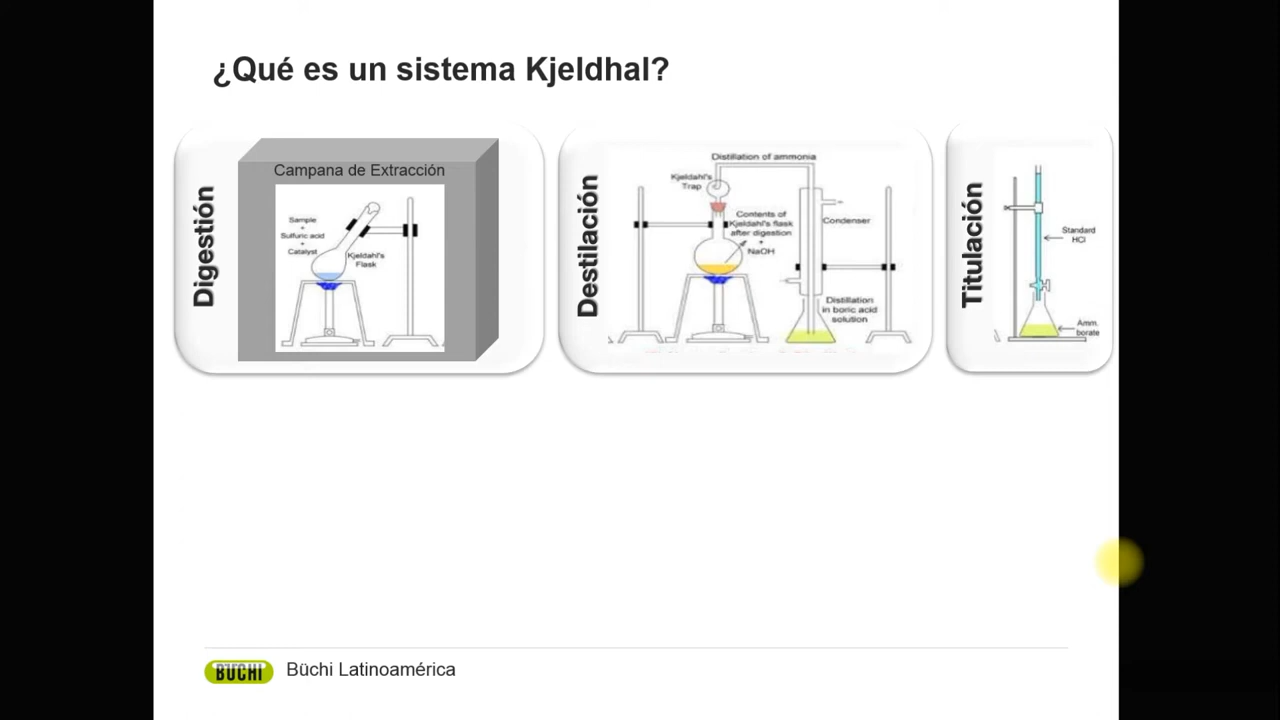 ¿Qué es un sistema Kjeldhal?
Digestión
Campana de Extracción
Sample
+
Sulfuric acid
+
Catalyst
Kjeldahl's
Flask
Destilación
Distillation of ammonia
Kjeldahl's
Trap
Contents of
Kjeldahl's flask
after digestion
+
NaOH
Condenser
Distillation
in boric acid
solution
Titulación
Standard
HCl
Amm.
borate
BÜCHI
Büchi Latinoamérica